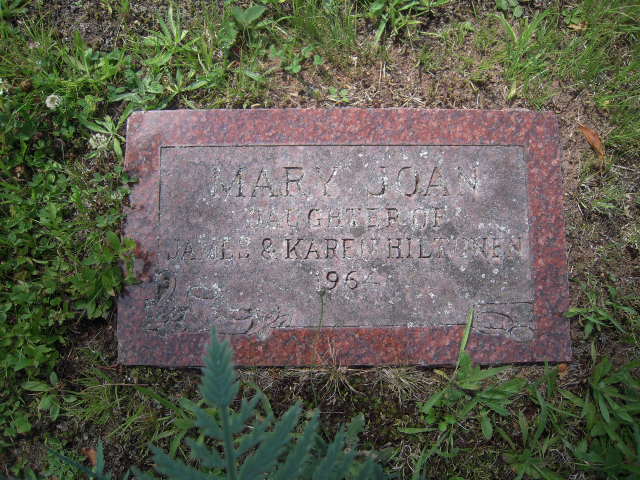 MARY JOAN
DAUGHTER OF
JAMES & KAREN HILTUNEN
1964